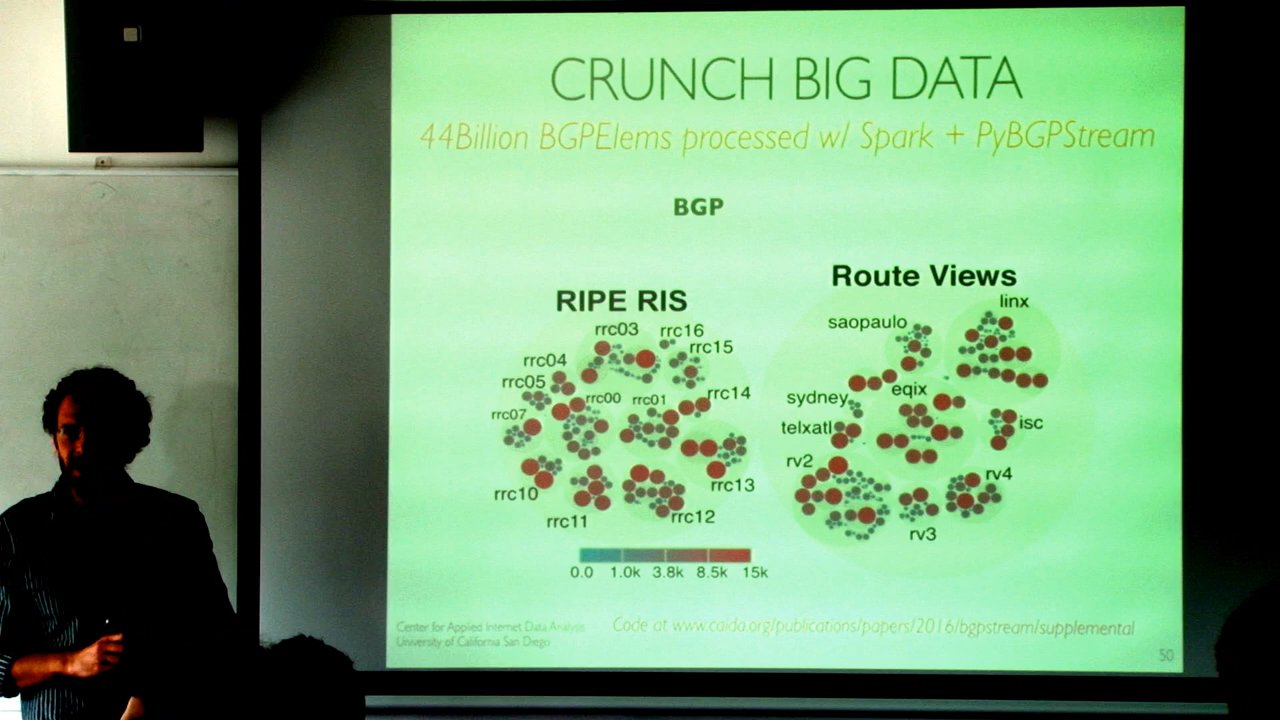 CRUNCH BIG DATA
44Billion BGPElems processed w/ Spark + PyBGPStream
BGP
RIPE RIS
rrc03
rrc16
rrc15
rrc04
rrc05
rrc00
rrc01
rrc14
rrc07
rrc10
rrc13
rrc11
rrc12
0.0 1.0k 3.8k 8.5k 15k
Route Views
linx
saopaulo
sydney
eqix
telxatl
isc
rv2
rv4
rv3
Center for Applied Internet Data Analysis
University of California San Diego
Code at www.caida.org/publications/papers/2016/bgpstream/supplemental
50